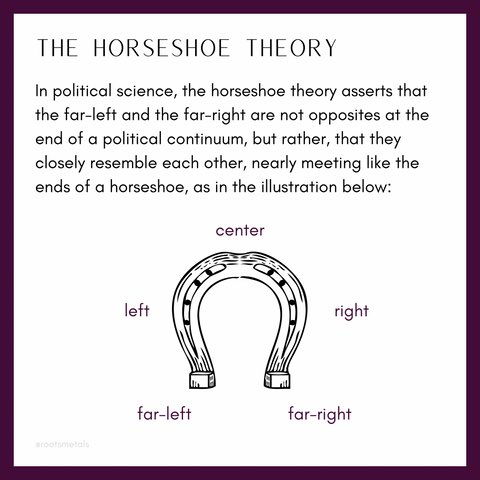 THE HORSESHOE THEORY
In political science, the horseshoe theory asserts that
the far-left and the far-right are not opposites at the
end of a political continuum, but rather, that they
closely resemble each other, nearly meeting like the
ends of a horseshoe, as in the illustration below:
center
left
right
far-left
far-right
@rootsmetals